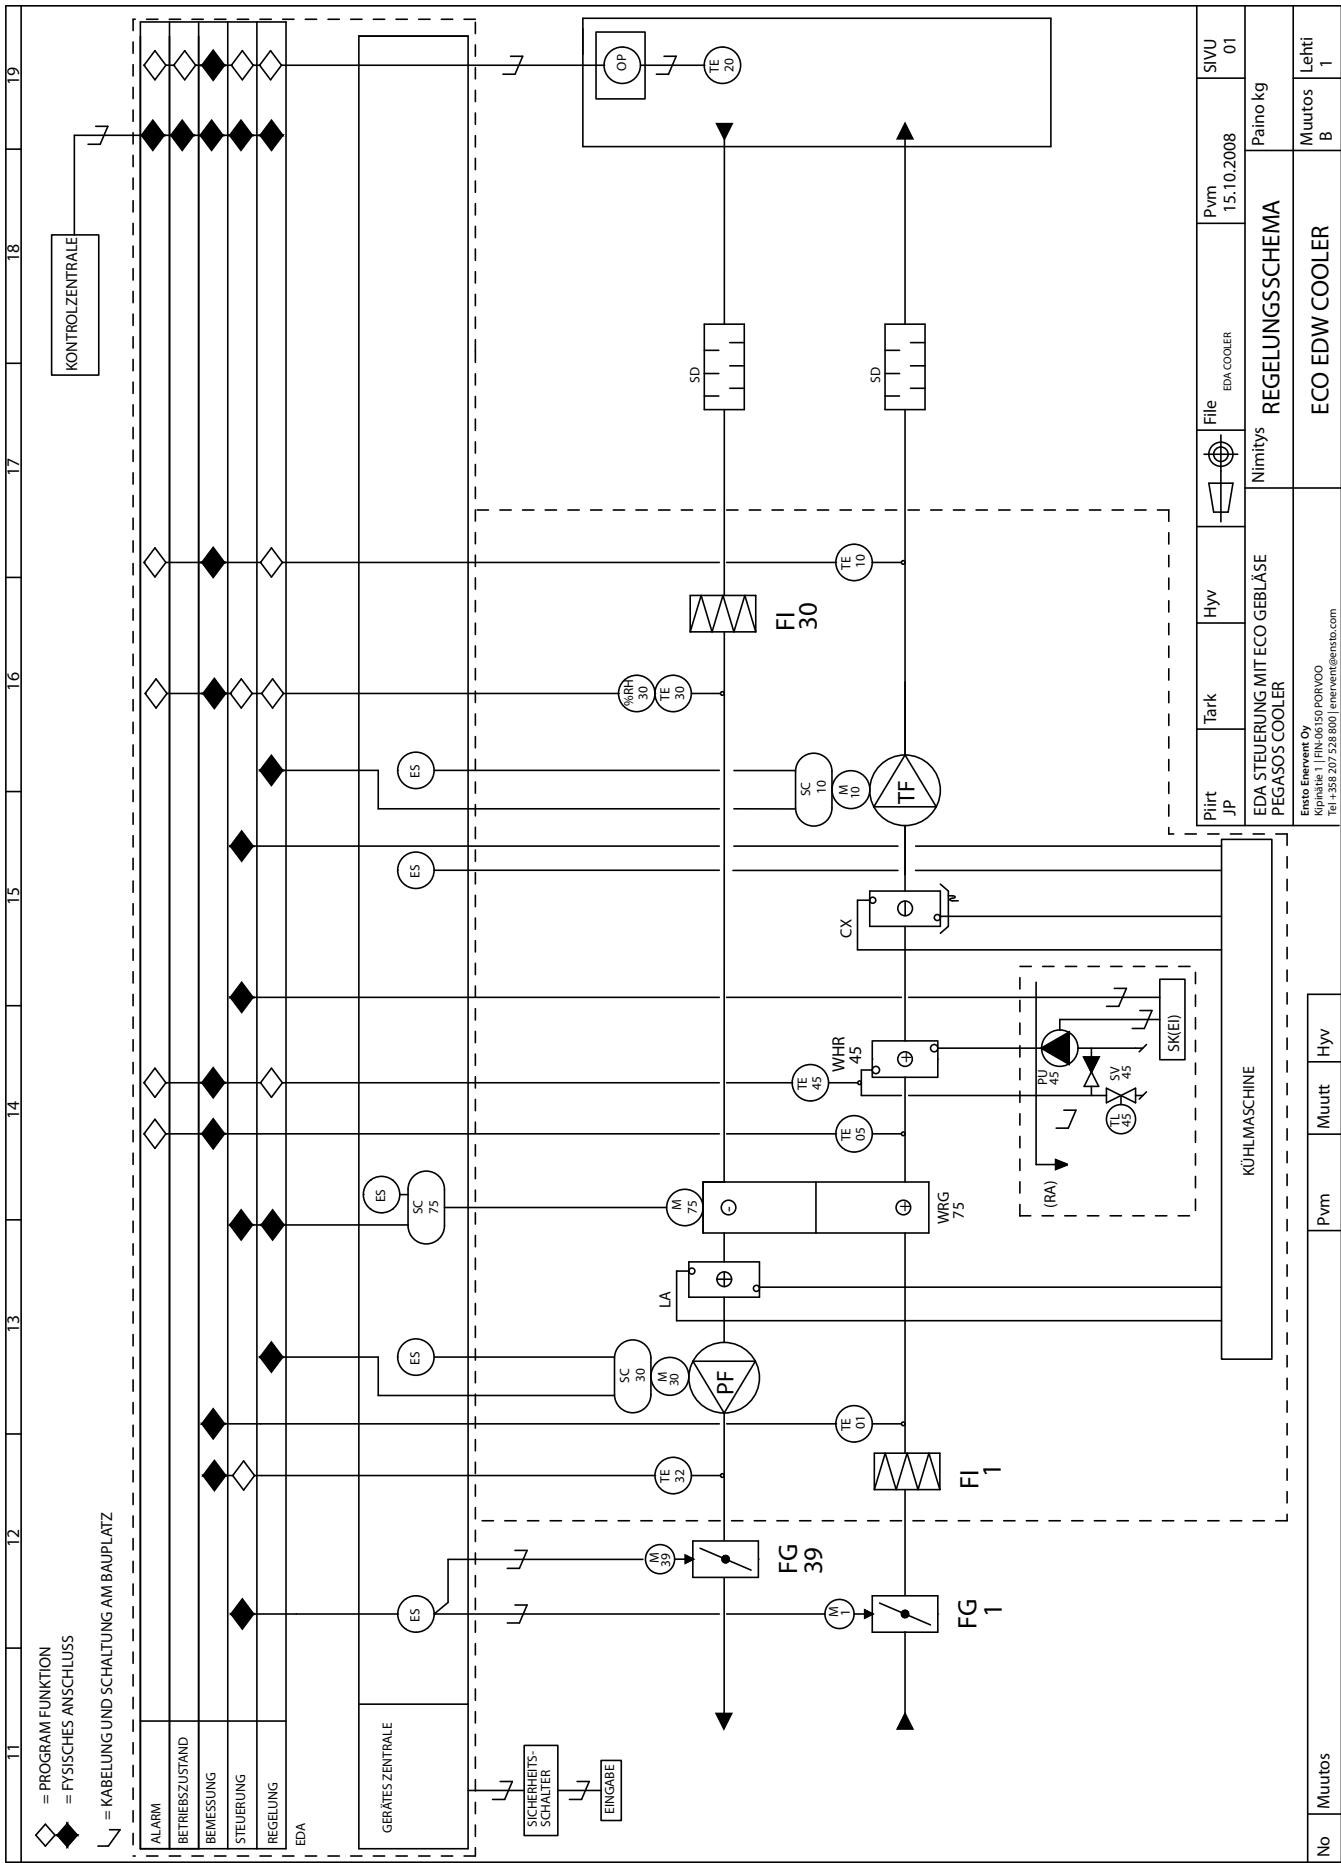 11
12
13
14
15
16
17
18
19
= PROGRAM FUNKTION
= FYSISCHES ANSCHLUSS
= KABELUNG UND SCHALTUNG AM BAUPLATZ
KONTROLZENTRALE
ALARM
BETRIEBSZUSTAND
BEMESSUNG
STEUERUNG
REGELUNG
EDA
GERÄTES ZENTRALE
SICHERHEITS-
SCHALTER
EINGABE
ES
ES
ES
SC
75
ES
ES
OP
TE
20
M
39
FG
39
TE
32
SC
30
M
30
PF
LA
M
75
-
+
WRG
75
%RH
30
TE
30
FI
30
SD
M
1
FG
1
FI
1
TE
01
TE
05
TE
45
WHR
45
+
CX
SC
10
M
10
TF
TE
10
SD
(RA)
PU
45
SV
45
TL
45
SK(EI)
KÜHLMASCHINE
Piirt
JP
Tark
Hyv
File
EDA COOLER
Pvm
15.10.2008
SIVU
01
EDA STEUERUNG MIT ECO GEBLÄSE
PEGASOS COOLER
Nimitys
REGELUNGSSCHEMA
Paino kg
Ensto Enervent Oy
Kipinätie 1 | FIN-06150 PORVOO
Tel +358 207 528 800 | enervent@ensto.com
ECO EDW COOLER
Muutos
B
Lehti
1
No
Muutos
Pvm
Muutt
Hyv